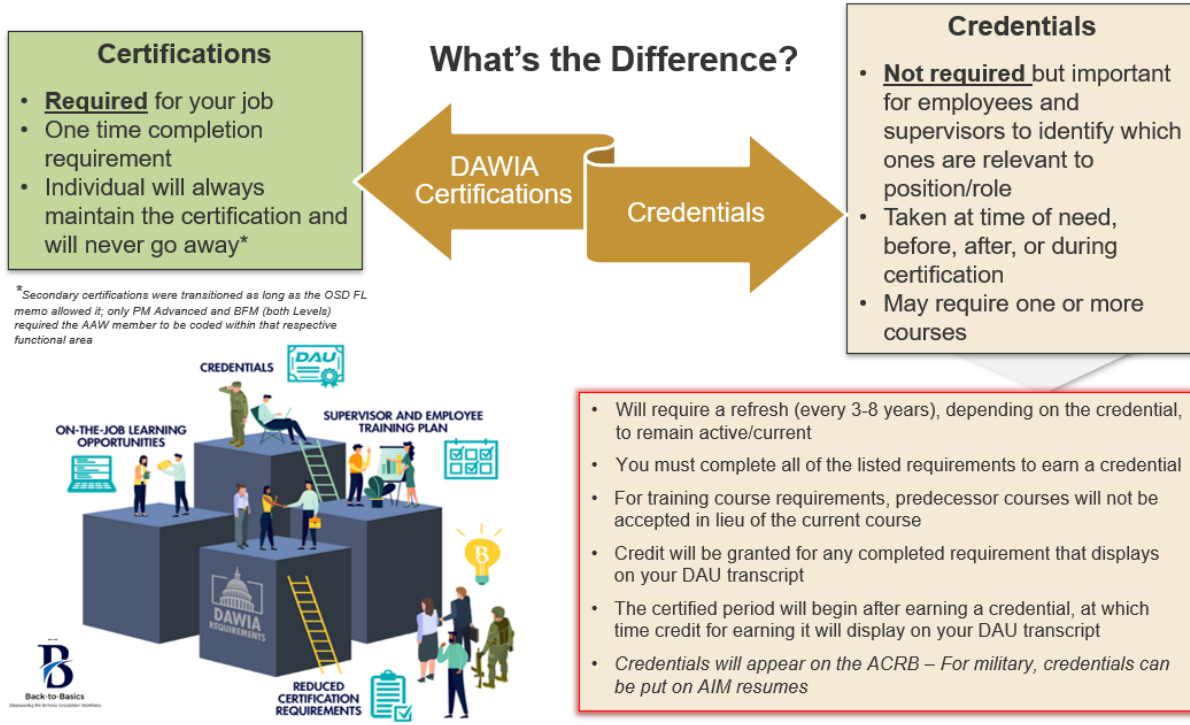 Certifications
• Required for your job
• One time completion
requirement
• Individual will always
maintain the certification and
will never go away*
*Secondary certifications were transitioned as long as the OSD FL
memo allowed it; only PM Advanced and BFM (both Levels)
required the AAW member to be coded within that respective
functional area
What's the Difference?
DAWIA
Certifications
Credentials
Credentials
• Not required but important
for employees and
supervisors to identify which
ones are relevant to
position/role
• Taken at time of need,
before, after, or during
certification
• May require one or more
courses
• Will require a refresh (every 3-8 years), depending on the credential,
to remain active/current
• You must complete all of the listed requirements to earn a credential
• For training course requirements, predecessor courses will not be
accepted in lieu of the current course
• Credit will be granted for any completed requirement that displays
on your DAU transcript
• The certified period will begin after earning a credential, at which
time credit for earning it will display on your DAU transcript
• Credentials will appear on the ACRB – For military, credentials can
be put on AIM resumes
CREDENTIALS
DAU
ON-THE-JOB LEARNING
OPPORTUNITIES
SUPERVISOR AND EMPLOYEE
TRAINING PLAN
B
DAWIA
REQUIREMENTS
REDUCED
CERTIFICATION
REQUIREMENTS
B
Back-to-Basics
Empowering the Defense Acquisition Workforce